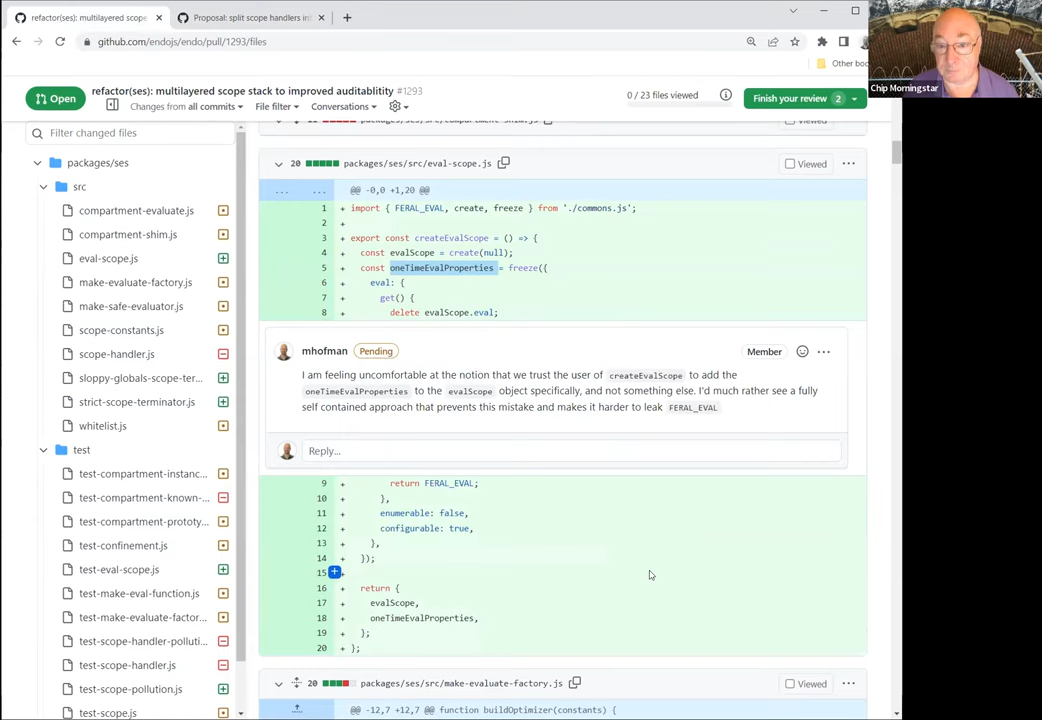 refactor(ses): multilayered scope
Proposal: split scope handlers in
github.com/endojs/endo/pull/1293/files
Other boo
Chip Morningstar
Open
refactor(ses): multilayered scope stack to improved auditablitity #1293
Changes from all commits
File filter
Conversations
0 / 23 files viewed
Finish your review 2
Filter changed files
packages/ses
src
compartment-evaluate.js
compartment-shim.js
eval-scope.js
make-evaluate-factory.js
make-safe-evaluator.js
scope-constants.js
scope-handler.js
sloppy-globals-scope-ter...
strict-scope-terminator.js
whitelist.js
test
test-compartment-instanc...
test-compartment-known-...
test-compartment-prototy...
test-confinement.js
test-eval-scope.js
test-make-eval-function.js
test-make-evaluate-factor...
test-scope-handler-polluti...
test-scope-handler.js
test-scope-pollution.js
test-scope.js
packages/ses/src/compartment-shim.js
Viewed
20 packages/ses/src/eval-scope.js
Viewed
... ... @@ -0,0 +1,20 @@
1 + import { FERAL_EVAL, create, freeze } from './commons.js';
2 +
3 + export const createEvalScope = () => {
4 + const evalScope = create(null);
5 + const oneTimeEvalProperties = freeze({
6 + eval: {
7 + get() {
8 + delete evalScope.eval;
mhofman Pending
Member
I am feeling uncomfortable at the notion that we trust the user of createEvalScope to add the
oneTimeEvalProperties to the evalScope object specifically, and not something else. I'd much rather see a fully
self contained approach that prevents this mistake and makes it harder to leak FERAL_EVAL
Reply...
9 + return FERAL_EVAL;
10 + },
11 + enumerable: false,
12 + configurable: true,
13 + },
14 + });
15 +
16 + return {
17 + evalScope,
18 + oneTimeEvalProperties,
19 + };
20 + };
20 packages/ses/src/make-evaluate-factory.js
Viewed
@@ -12,7 +12,7 @@ function buildOptimizer(constants) {